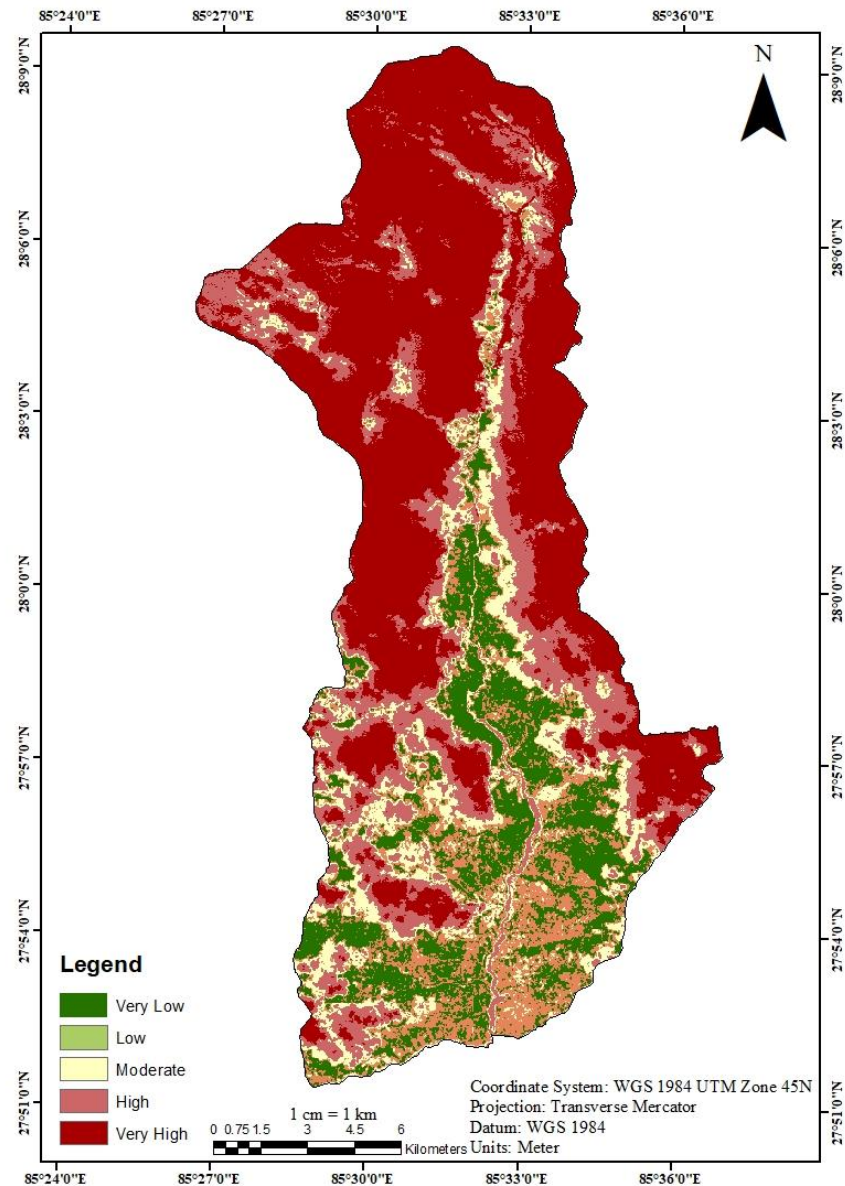 85°24'0"E 85°27'0"E 85°30'0"E 85°33'0"E 85°36'0"E
N
28°9'0"N 28°9'0"N
28°6'0"N 28°6'0"N
28°3'0"N 28°3'0"N
28°0'0"N 28°0'0"N
27°57'0"N 27°57'0"N
27°54'0"N 27°54'0"N
27°51'0"N 27°51'0"N
Legend
Very Low
Low
Moderate
High
Very High
1 cm = 1 km
0 0.75 1.5 3 4.5 6
Kilometers
Coordinate System: WGS 1984 UTM Zone 45N
Projection: Transverse Mercator
Datum: WGS 1984
Units: Meter
85°24'0"E 85°27'0"E 85°30'0"E 85°33'0"E 85°36'0"E